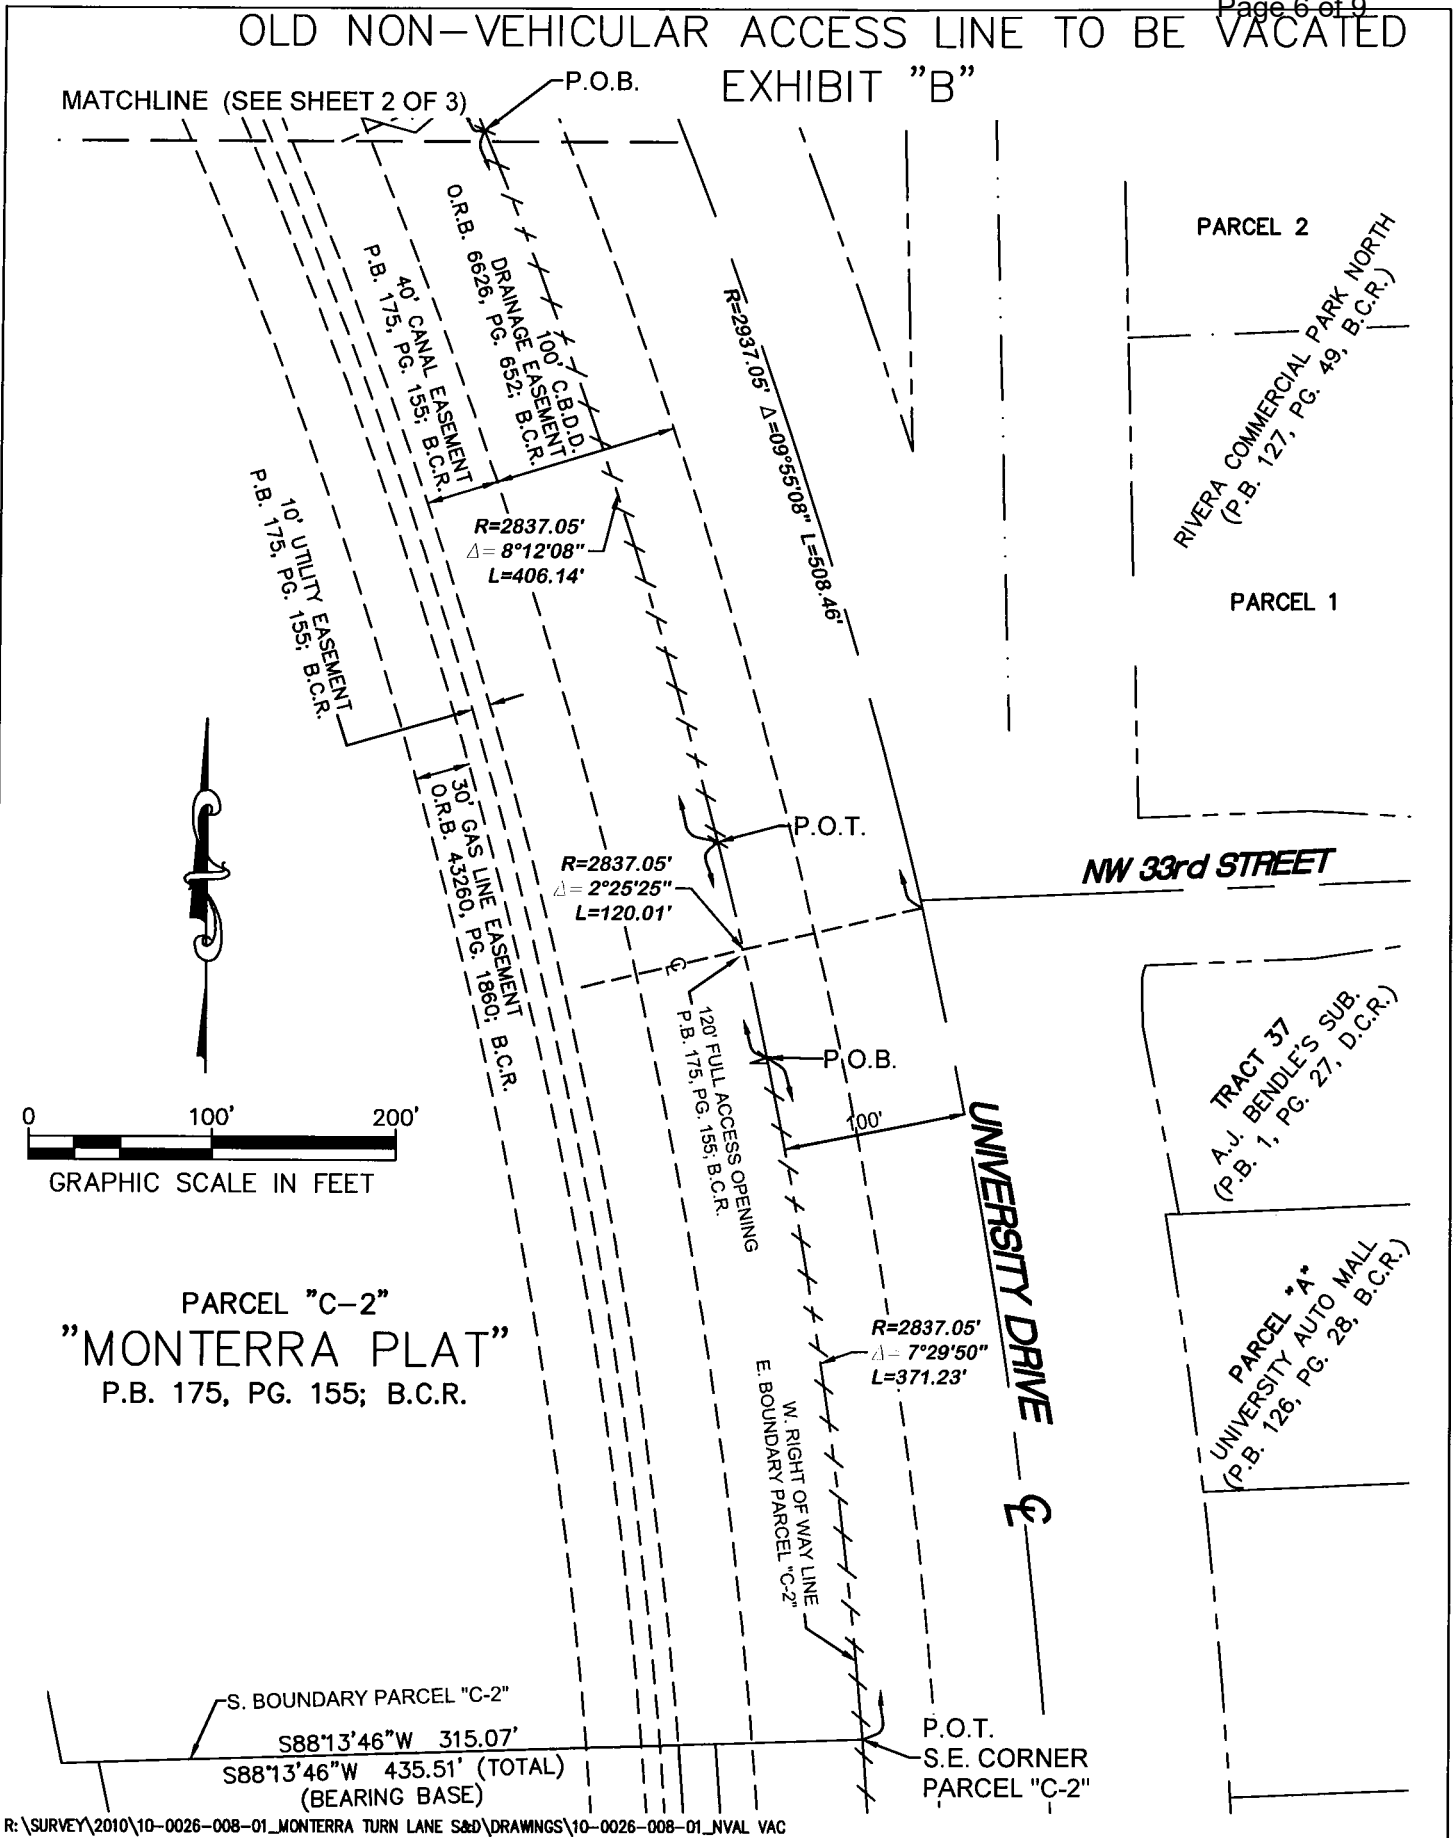 Page 6 of 9
OLD NON-VEHICULAR ACCESS LINE TO BE VACATED
EXHIBIT "B"
P.O.B.
MATCHLINE (SEE SHEET 2 OF 3)
PARCEL 2
RIVERA COMMERCIAL PARK NORTH
(P.B. 127, PG. 49, B.C.R.)
PARCEL 1
100' C.B.D.D.
DRAINAGE EASEMENT
O.R.B. 6626, PG. 652; B.C.R.
40' CANAL EASEMENT
P.B. 175, PG. 155; B.C.R.
R=2937.05' Δ=09°55'08" L=508.46'
10' UTILITY EASEMENT
P.B. 175, PG. 155; B.C.R.
R=2837.05'
Δ= 8°12'08"
L=406.14'
30' GAS LINE EASEMENT
O.R.B. 43260, PG. 1860; B.C.R.
P.O.T.
R=2837.05'
Δ= 2°25'25"
L=120.01'
NW 33rd STREET
℄
120' FULL ACCESS OPENING
P.B. 175, PG. 155; B.C.R.
P.O.B.
100'
TRACT 37
A.J. BENDLE'S SUB.
(P.B. 1, PG. 27, D.C.R.)
0 100' 200'
GRAPHIC SCALE IN FEET
UNIVERSITY DRIVE
℄
PARCEL "A"
UNIVERSITY AUTO MALL
(P.B. 126, PG. 28, B.C.R.)
PARCEL "C-2"
"MONTERRA PLAT"
P.B. 175, PG. 155; B.C.R.
R=2837.05'
Δ= 7°29'50"
L=371.23'
W. RIGHT OF WAY LINE
E. BOUNDARY PARCEL "C-2"
S. BOUNDARY PARCEL "C-2"
S88°13'46"W 315.07'
S88°13'46"W 435.51' (TOTAL)
(BEARING BASE)
P.O.T.
S.E. CORNER
PARCEL "C-2"
R:\SURVEY\2010\10-0026-008-01_MONTERRA TURN LANE S&D\DRAWINGS\10-0026-008-01_NVAL VAC